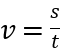 v = s/t